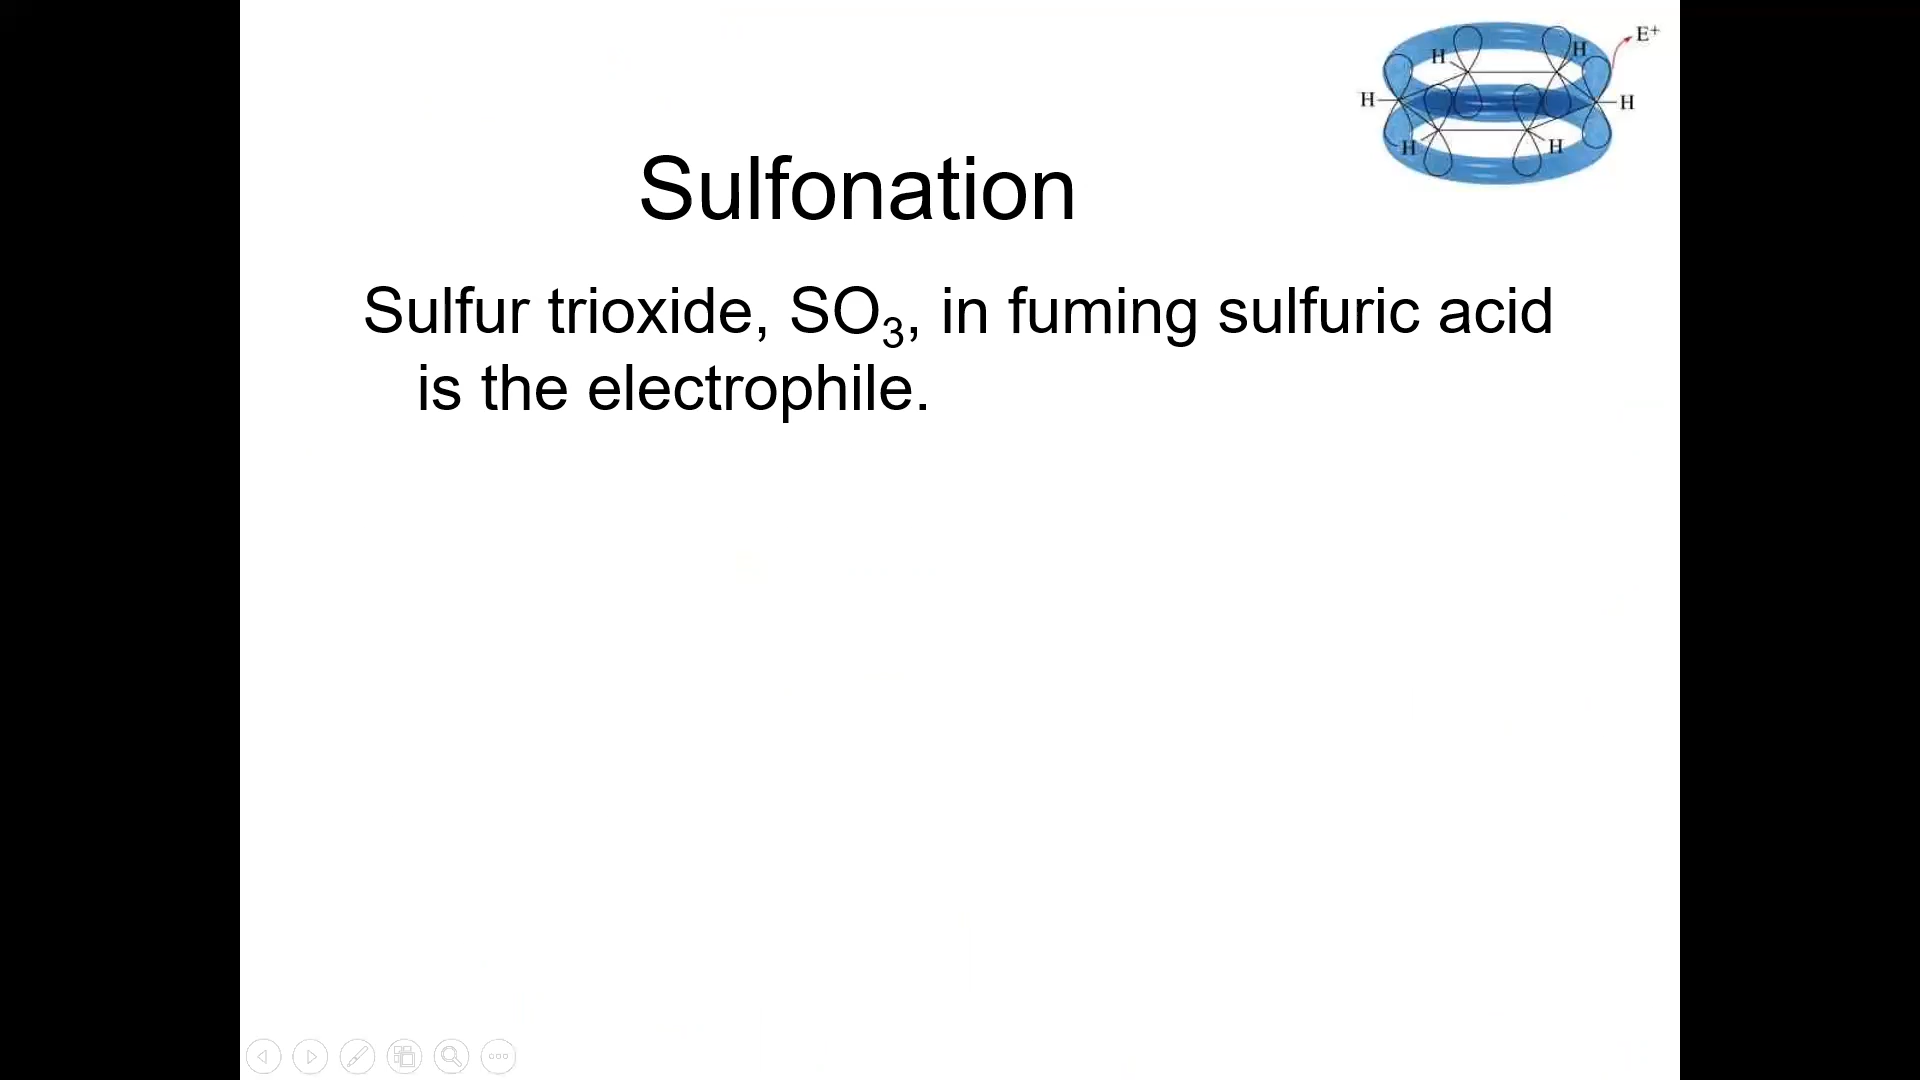 E⁺
H
H
H
H
H
H
Sulfonation
Sulfur trioxide, SO₃, in fuming sulfuric acid
is the electrophile.